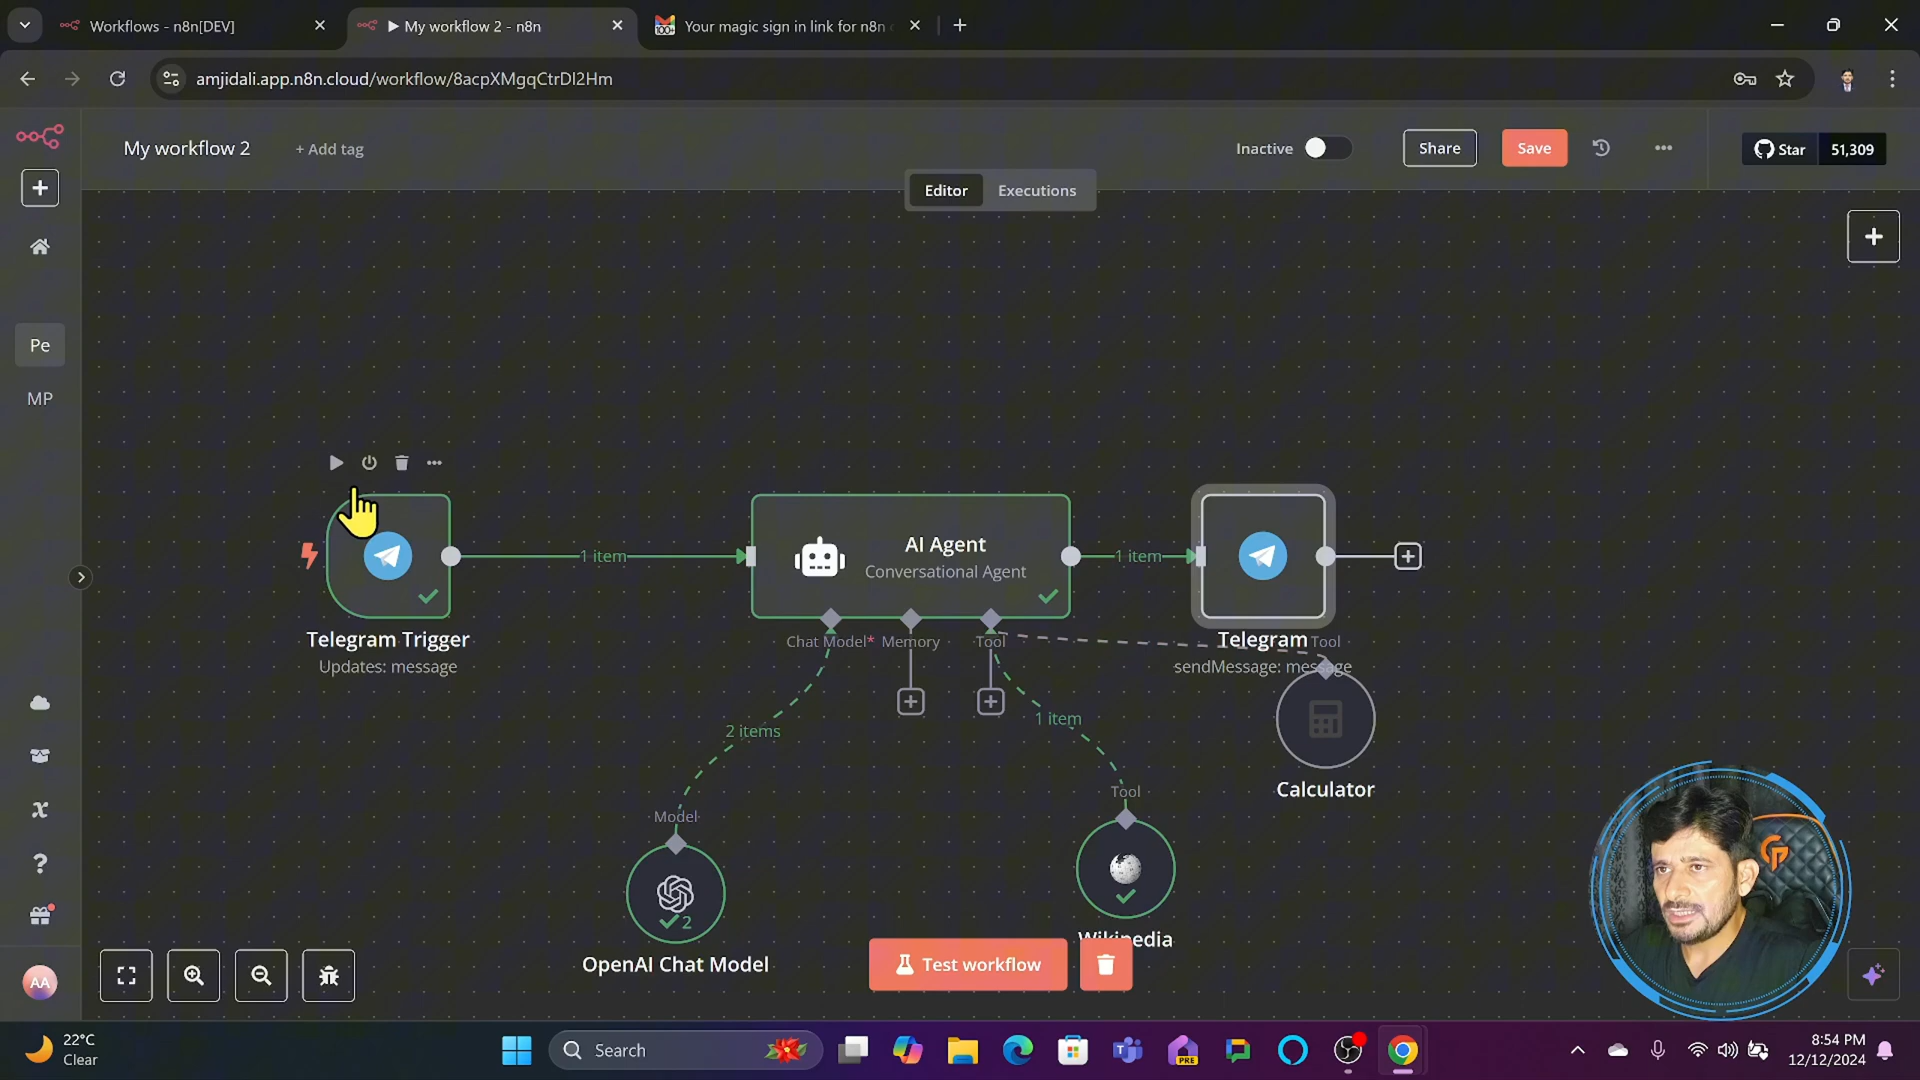 Workflows - n8n[DEV]
My workflow 2 - n8n
Your magic sign in link for n8n
amjidali.app.n8n.cloud/workflow/8acpXMgqCtrDl2Hm
My workflow 2
+ Add tag
Inactive
Share
Save
Star
51,309
Editor
Executions
Pe
MP
1 item
AI Agent
Conversational Agent
1 item
Telegram Trigger
Updates: message
Chat Model*
Memory
Tool
Telegram
Tool
sendMessage: message
2 items
1 item
Calculator
Tool
Model
2
Wikipedia
OpenAI Chat Model
Test workflow
AA
22°C
Clear
Search
PRE
8:54 PM
12/12/2024